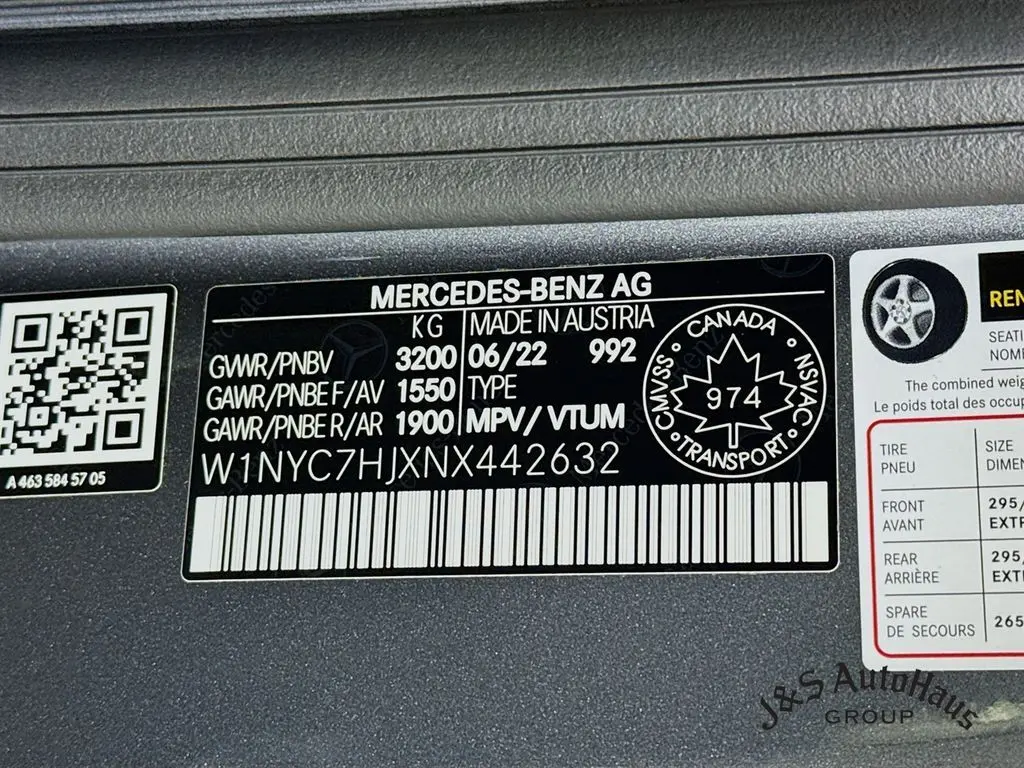 MERCEDES-BENZ AG
KG
MADE IN AUSTRIA
GVWR/PNBV 3200
06/22 992
GAWR/PNBE F/AV 1550
TYPE
GAWR/PNBE R/AR 1900
MPV/ VTUM
W1NYC7HJXNX442632
CANADA
CMVSS
NSVAC
974
TRANSPORT
A 463 584 57 05
SEATI
NOM
The combined weig
Le poids total des occup
TIRE SIZE
PNEU DIMEN
FRONT 295/
AVANT EXT
REAR 295/
ARRIÈRE EXT
SPARE
DE SECOURS 265
J&S AutoHaus
GROUP